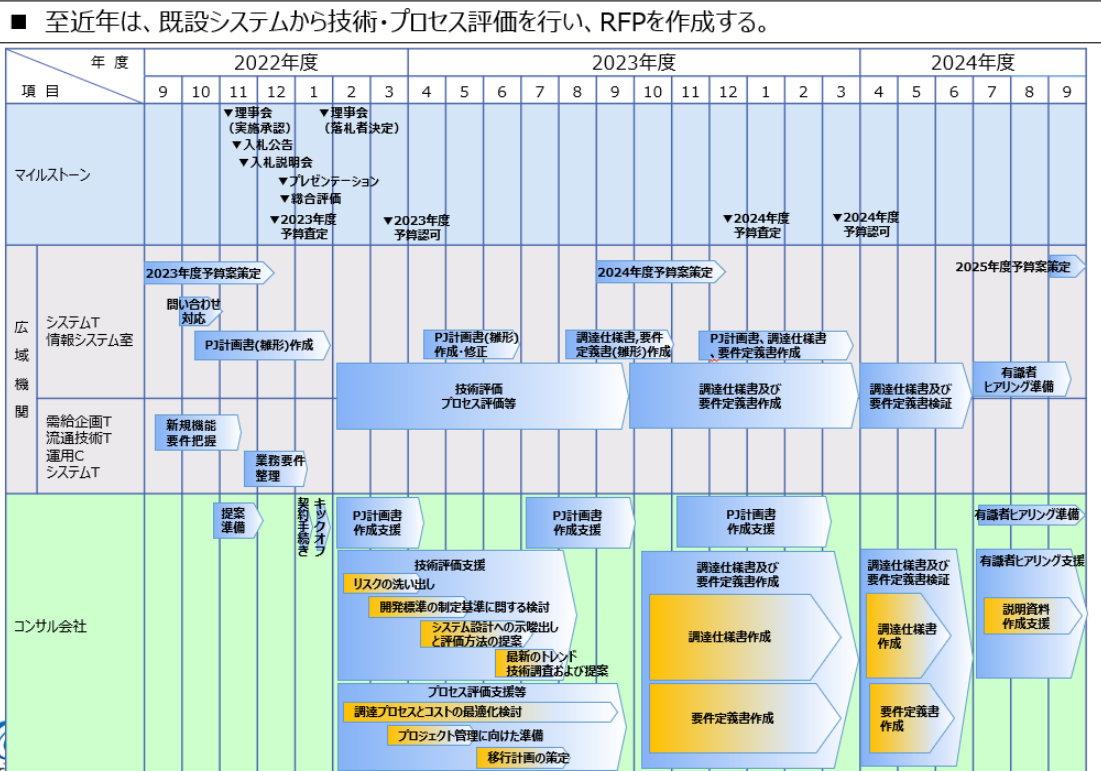 ■ 至近年は、既設システムから技術・プロセス評価を行い、RFPを作成する。
年 度
項 目
2022年度
2023年度
2024年度
9 10 11 12 1 2 3 4 5 6 7 8 9 10 11 12 1 2 3 4 5 6 7 8 9
マイルストーン
▼理事会
(実施承認)
▼入札公告
▼入札説明会
▼プレゼンテーション
▼総合評価
▼2023年度
予算査定
▼理事会
(落札者決定)
▼2023年度
予算認可
▼2024年度
予算査定
▼2024年度
予算認可
広域機関
システムT
情報システム室
2023年度予算案策定
2024年度予算案策定
2025年度予算案策定
問い合わせ
対応
PJ計画書(雛形)作成
PJ計画書(雛形)
作成・修正
調達仕様書,要件
定義書(雛形)作成
PJ計画書、調達仕様書
、要件定義書作成
技術評価
プロセス評価等
調達仕様書及び
要件定義書作成
調達仕様書及び
要件定義書検証
有識者
ヒアリング準備
需給企画T
流通技術T
運用C
システムT
新規機能
要件把握
業務要件
整理
コンサル会社
提案
準備
契約手続き
キックオフ
PJ計画書
作成支援
PJ計画書
作成支援
PJ計画書
作成支援
有識者ヒアリング準備
技術評価支援
リスクの洗い出し
開発標準の制定基準に関する検討
システム設計への示唆出し
と評価方法の提案
最新のトレンド
技術調査および提案
プロセス評価支援等
調達プロセスとコストの最適化検討
プロジェクト管理に向けた準備
移行計画の策定
調達仕様書及び
要件定義書作成
調達仕様書作成
要件定義書作成
調達仕様書及び
要件定義書検証
調達仕様書
作成
要件定義書
作成
有識者ヒアリング支援
説明資料
作成支援